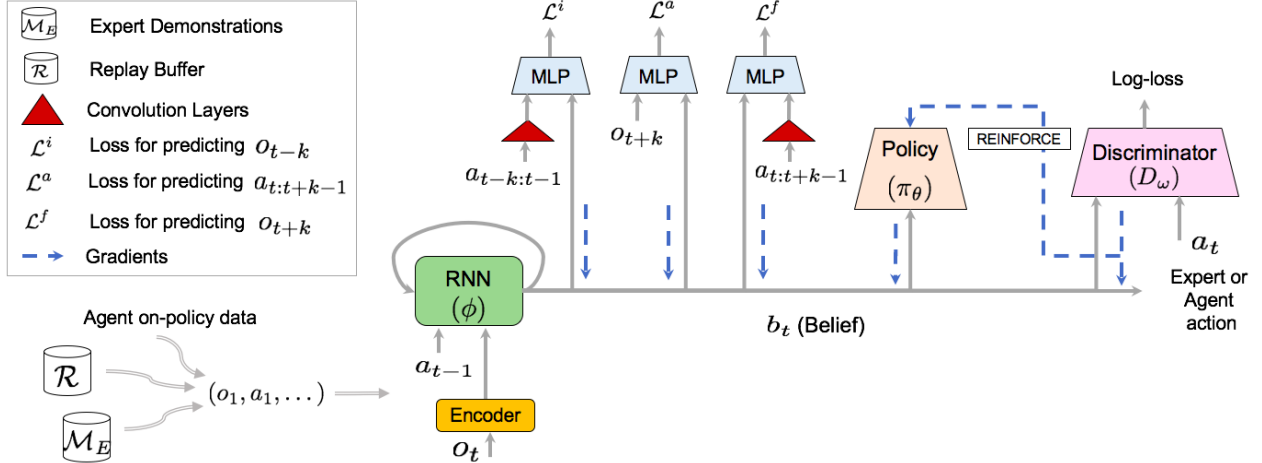 M_E Expert Demonstrations
R Replay Buffer
Convolution Layers
L^i Loss for predicting o_{t-k}
L^a Loss for predicting a_{t:t+k-1}
L^f Loss for predicting o_{t+k}
Gradients
L^i
L^a
L^f
MLP
MLP
MLP
a_{t-k:t-1}
o_{t+k}
a_{t:t+k-1}
Policy
(π_θ)
REINFORCE
Log-loss
Discriminator
(D_ω)
a_t
Expert or
Agent
action
RNN
(ϕ)
b_t (Belief)
a_{t-1}
Encoder
o_t
Agent on-policy data
R
M_E
(o_1, a_1, . . . )